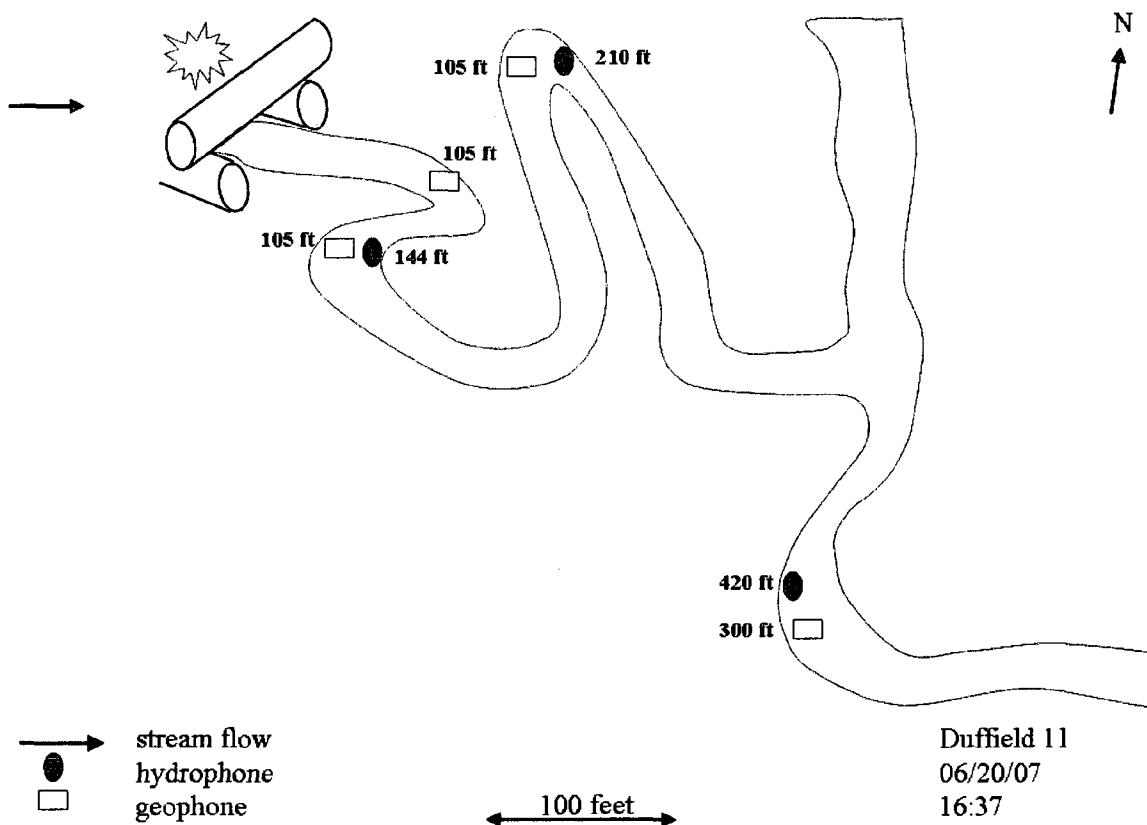 N
105 ft
210 ft
105 ft
105 ft
144 ft
420 ft
300 ft
stream flow
hydrophone
geophone
100 feet
Duffield 11
06/20/07
16:37